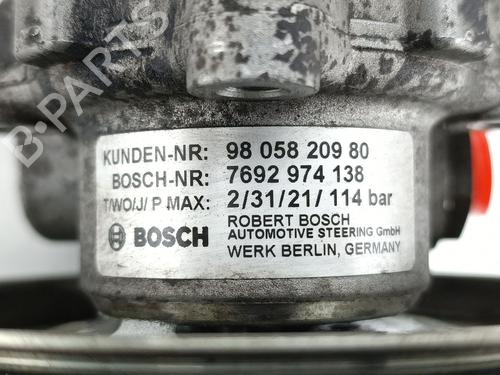 KUNDEN-NR: 98 058 209 80
BOSCH-NR: 7692 974 138
T/WO/J/ P MAX: 2/31/21/ 114 bar
BOSCH
ROBERT BOSCH
AUTOMOTIVE STEERING GmbH
WERK BERLIN, GERMANY
B-PARTS